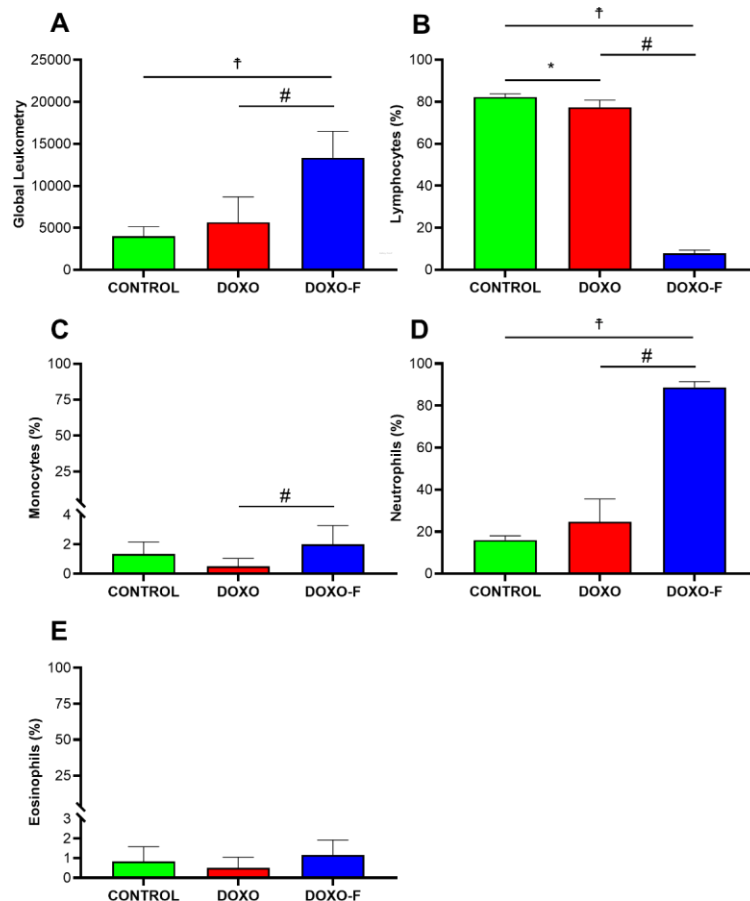 A
Global Leukometry
25000
20000
15000
10000
5000
0
☨
#
CONTROL DOXO DOXO-F
B
Lymphocytes (%)
100
80
60
40
20
0
☨
#
*
CONTROL DOXO DOXO-F
C
Monocytes (%)
100
75
50
25
4
2
0
#
CONTROL DOXO DOXO-F
D
Neutrophils (%)
100
80
60
40
20
0
☨
#
CONTROL DOXO DOXO-F
E
Eosinophils (%)
100
75
50
25
3
2
1
0
CONTROL DOXO DOXO-F